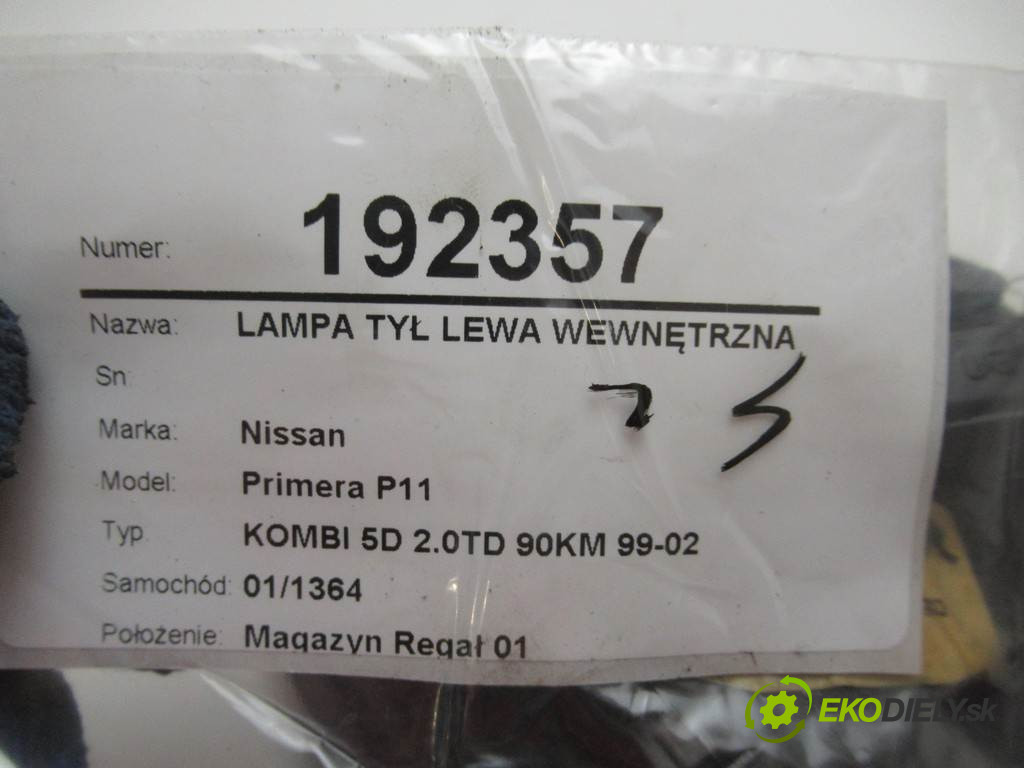 Numer: 192357
Nazwa: LAMPA TYŁ LEWA WEWNĘTRZNA
Sn
Marka: Nissan
Model: Primera P11
Typ KOMBI 5D 2.0TD 90KM 99-02
Samochód: 01/1364
Położenie: Magazyn Regał 01
EKODIELY.sk